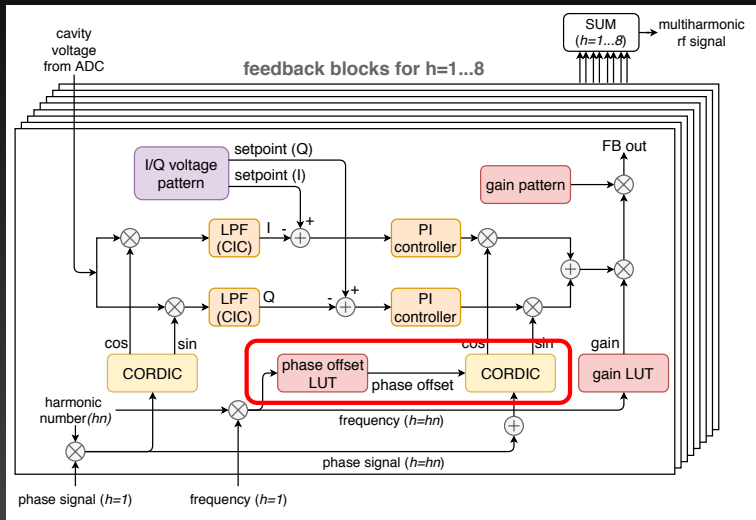 cavity
voltage
from ADC
feedback blocks for h=1...8
SUM
(h=1...8)
multiharmonic
rf signal
I/Q voltage
pattern
setpoint (Q)
setpoint (I)
FB out
gain pattern
LPF
(CIC)
I
-
+
PI
controller
LPF
(CIC)
Q
-
+
PI
controller
cos
sin
cos
sin
gain
CORDIC
phase offset
LUT
phase offset
CORDIC
gain LUT
harmonic
number(hn)
frequency (h=hn)
phase signal (h=hn)
phase signal (h=1)
frequency (h=1)